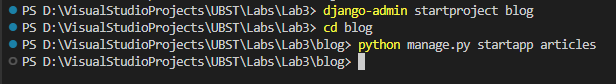 PS D:\VisualStudioProjects\UBST\Labs\Lab3> django-admin startproject blog
PS D:\VisualStudioProjects\UBST\Labs\Lab3> cd blog
PS D:\VisualStudioProjects\UBST\Labs\Lab3\blog> python manage.py startapp articles
PS D:\VisualStudioProjects\UBST\Labs\Lab3\blog>